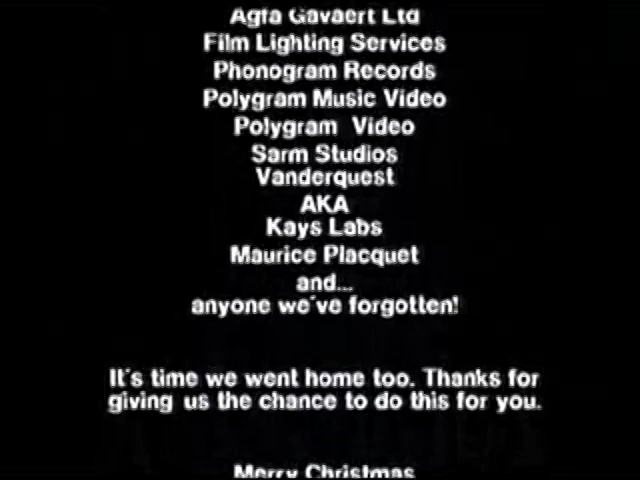 Agfa Gavaert Ltd
Film Lighting Services
Phonogram Records
Polygram Music Video
Polygram Video
Sarm Studios
Vanderquest
AKA
Kays Labs
Maurice Placquet
and...
anyone we've forgotten!
It's time we went home too. Thanks for
giving us the chance to do this for you.
Merry Christmas